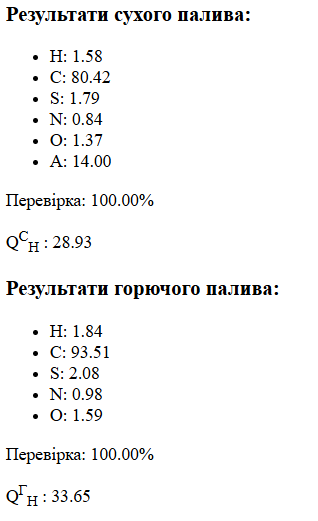 Результати сухого палива:
• H: 1.58
• C: 80.42
• S: 1.79
• N: 0.84
• O: 1.37
• A: 14.00
Перевірка: 100.00%
QСН : 28.93
Результати горючого палива:
• H: 1.84
• C: 93.51
• S: 2.08
• N: 0.98
• O: 1.59
Перевірка: 100.00%
QГН : 33.65